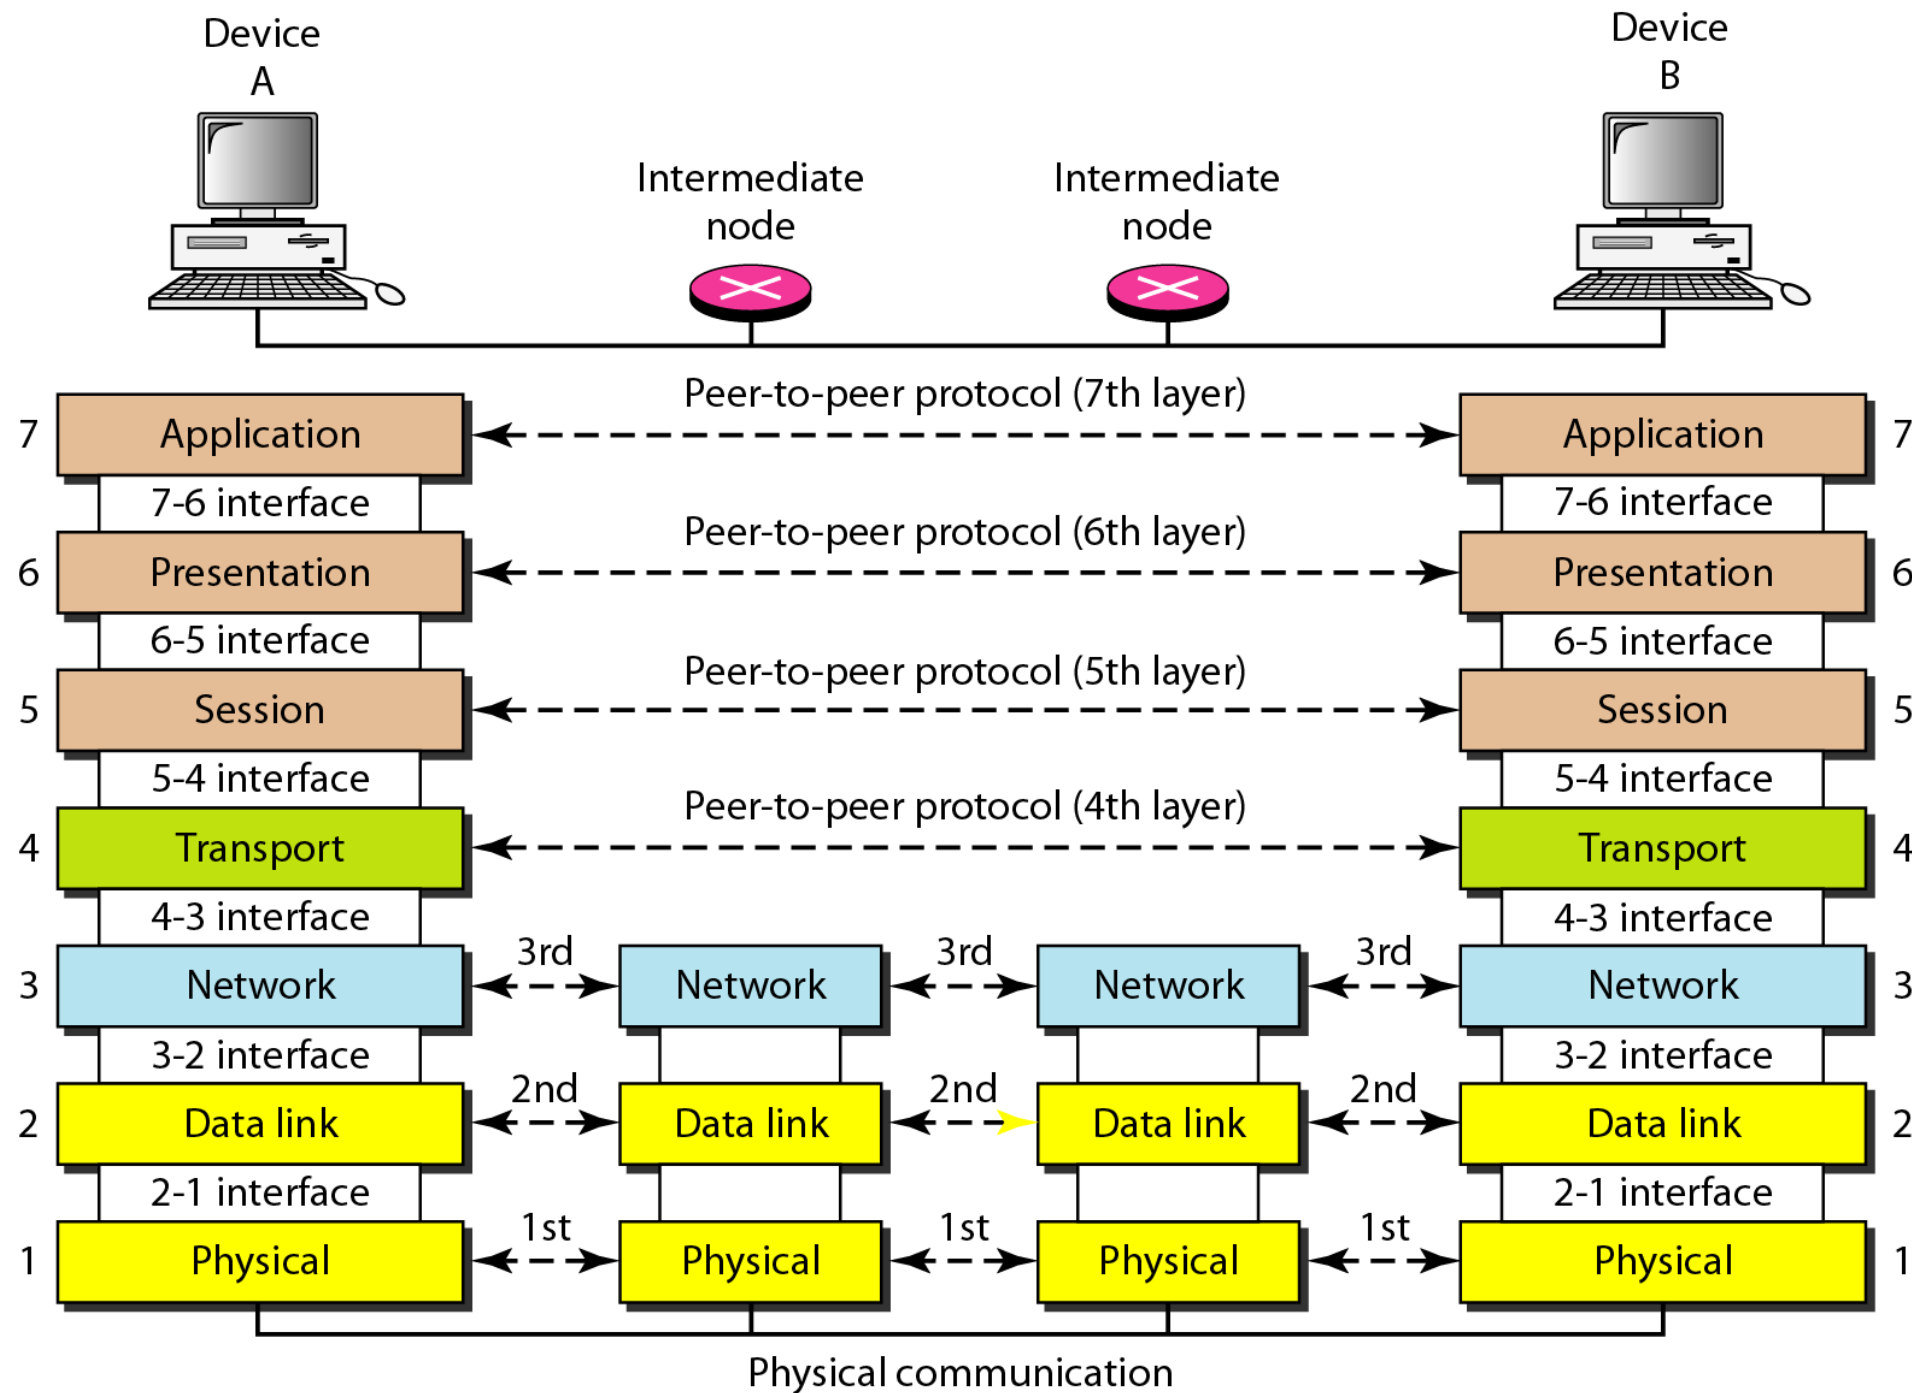 Device
A
Device
B
Intermediate
node
Intermediate
node
Peer-to-peer protocol (7th layer)
7 Application Application 7
7-6 interface 7-6 interface
Peer-to-peer protocol (6th layer)
6 Presentation Presentation 6
6-5 interface 6-5 interface
Peer-to-peer protocol (5th layer)
5 Session Session 5
5-4 interface 5-4 interface
Peer-to-peer protocol (4th layer)
4 Transport Transport 4
4-3 interface 4-3 interface
3rd 3rd 3rd
3 Network Network Network Network 3
3-2 interface 3-2 interface
2nd 2nd 2nd
2 Data link Data link Data link Data link 2
2-1 interface 2-1 interface
1st 1st 1st
1 Physical Physical Physical Physical 1
Physical communication